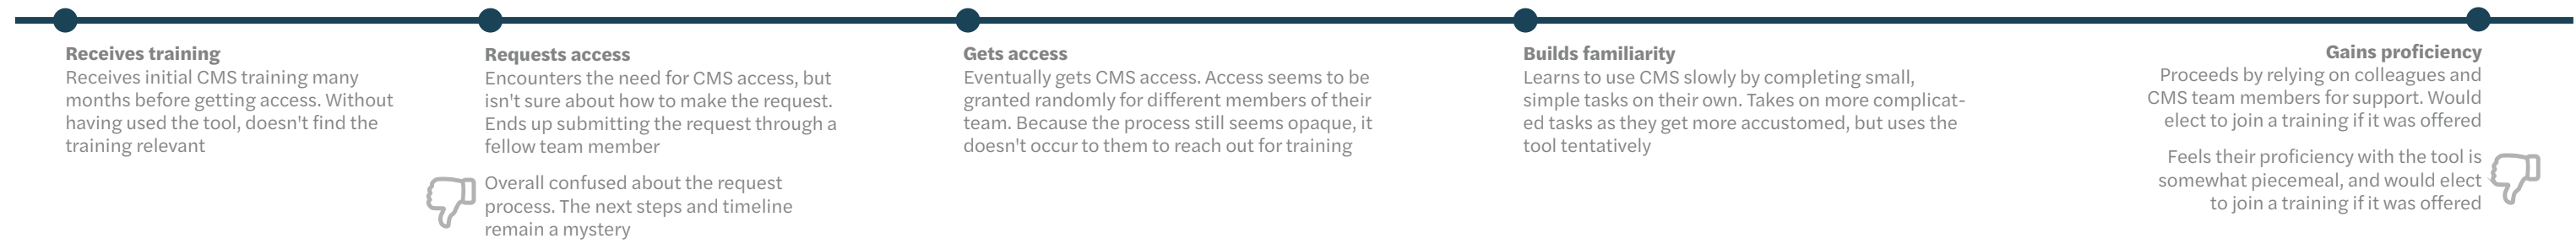 Receives training
Receives initial CMS training many
months before getting access. Without
having used the tool, doesn't find the
training relevant
Requests access
Encounters the need for CMS access, but
isn't sure about how to make the request.
Ends up submitting the request through a
fellow team member
Overall confused about the request
process. The next steps and timeline
remain a mystery
Gets access
Eventually gets CMS access. Access seems to be
granted randomly for different members of their
team. Because the process still seems opaque, it
doesn't occur to them to reach out for training
Builds familiarity
Learns to use CMS slowly by completing small,
simple tasks on their own. Takes on more complicat-
ed tasks as they get more accustomed, but uses the
tool tentatively
Gains proficiency
Proceeds by relying on colleagues and
CMS team members for support. Would
elect to join a training if it was offered
Feels their proficiency with the tool is
somewhat piecemeal, and would elect
to join a training if it was offered